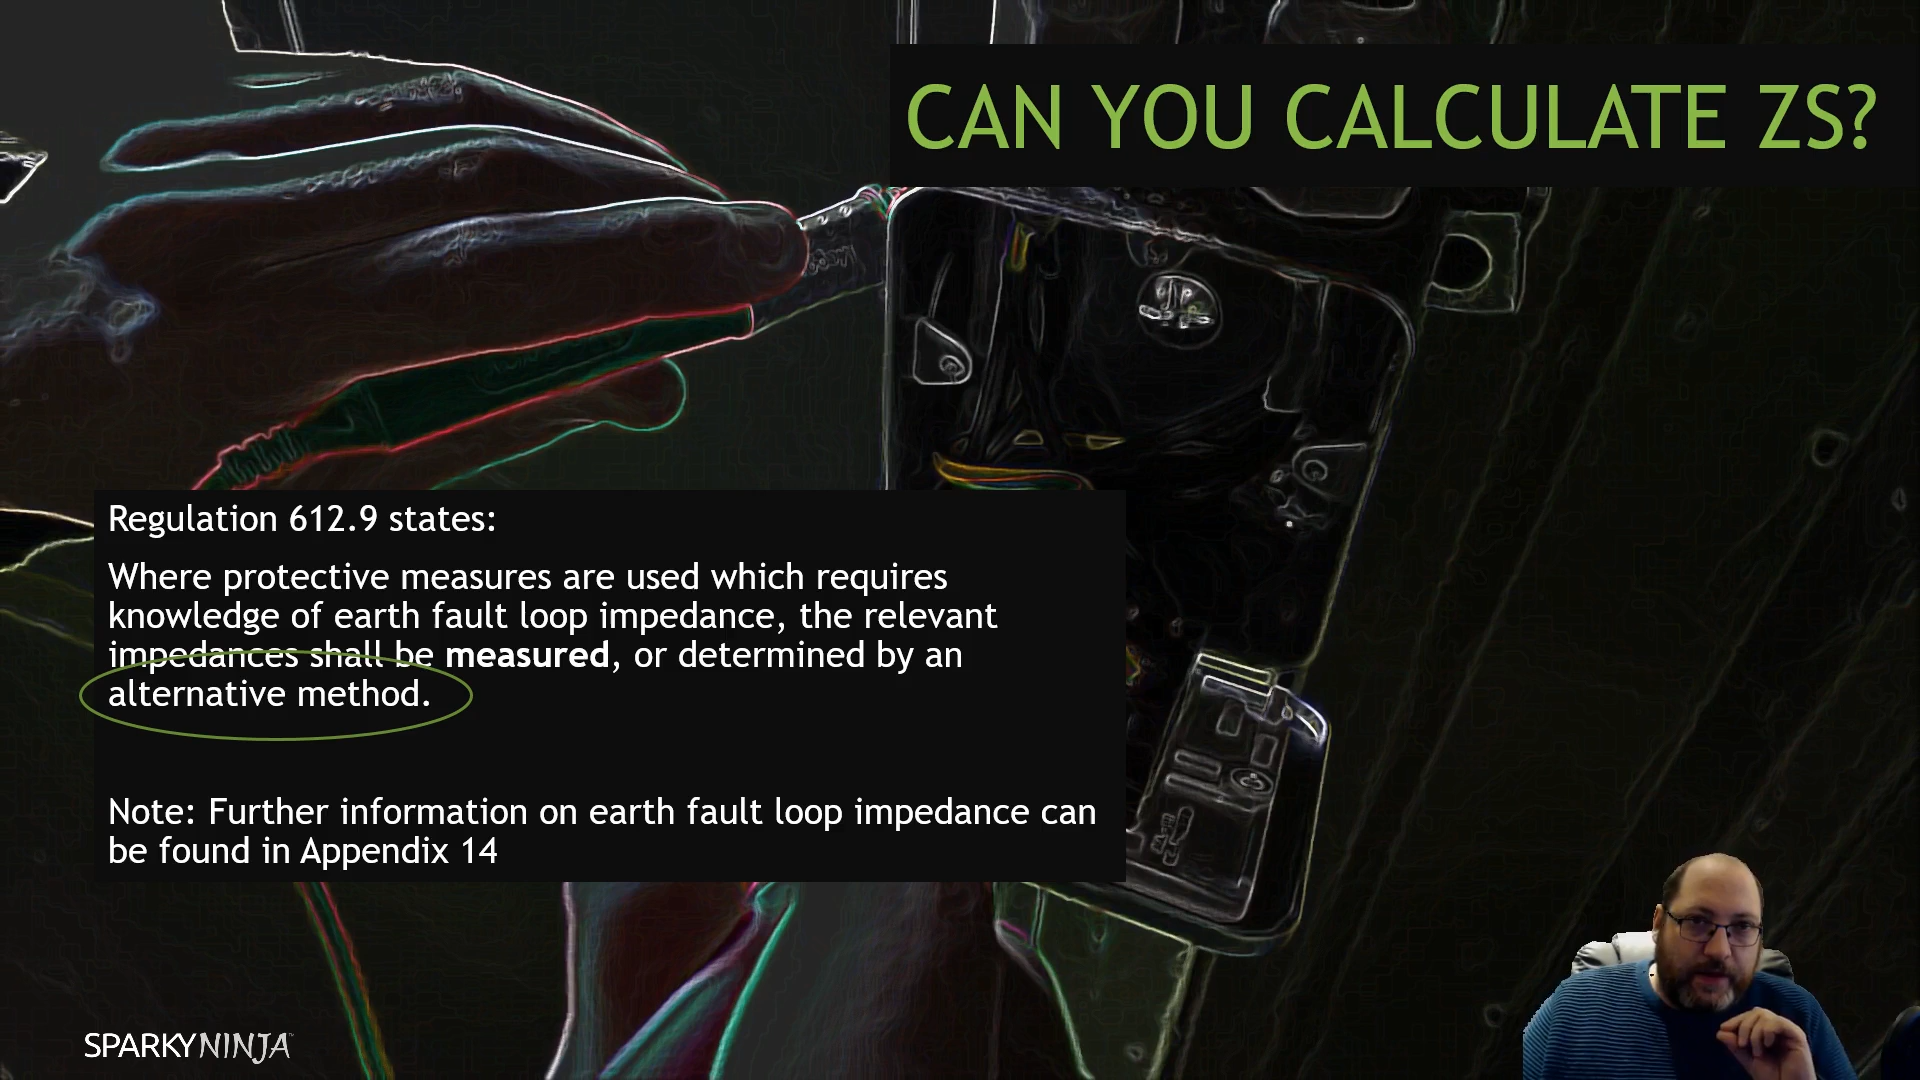 CAN YOU CALCULATE ZS?
Regulation 612.9 states:
Where protective measures are used which requires
knowledge of earth fault loop impedance, the relevant
impedances shall be measured, or determined by an
alternative method.
Note: Further information on earth fault loop impedance can
be found in Appendix 14
SPARKYNINJA